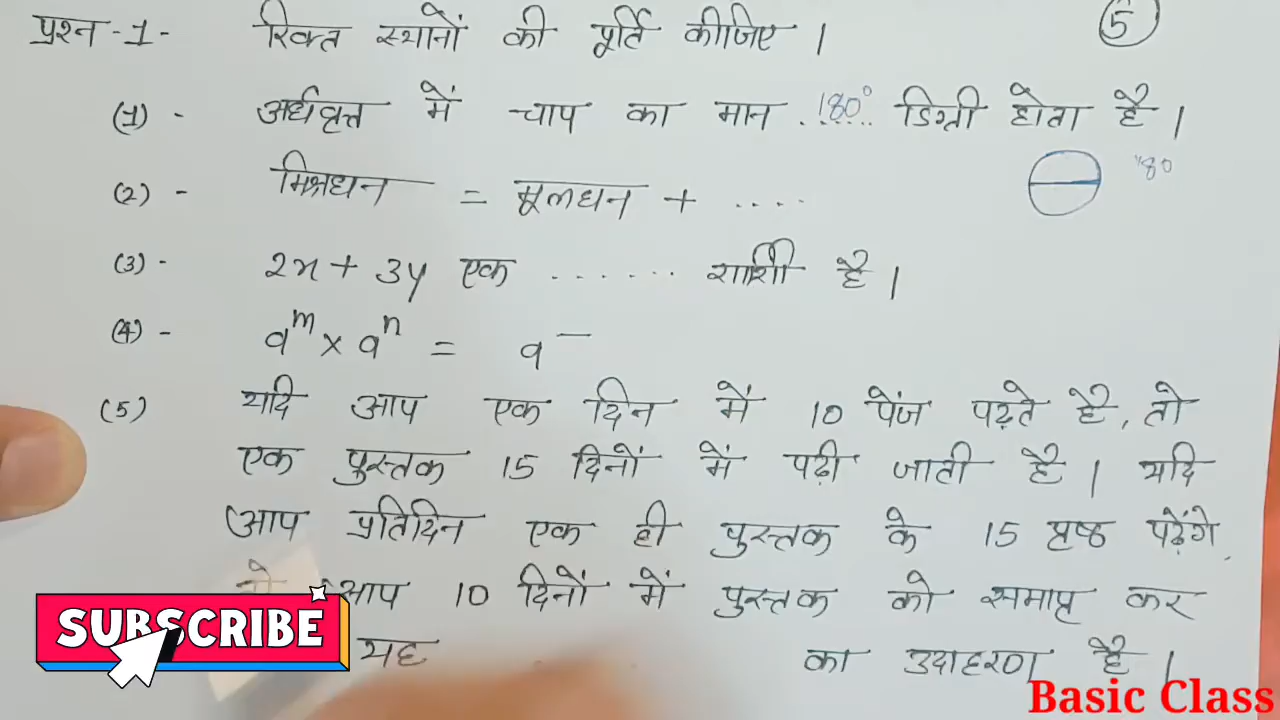 प्रश्न -1- रिक्त स्थानों की पूर्ति कीजिए । (5)
(1) - अर्धवृत्त में चाप का मान .180°.. डिग्री होता है ।
180
(2) - मिश्रधन = मूलधन + ....
(3) - 2x + 3y एक ....... राशी है ।
(4) - a^m × a^n = a^—
(5) यदि आप एक दिन में 10 पेंज पढ़ते है, तो
एक पुस्तक 15 दिनों में पढ़ी जाती है । यदि
आप प्रतिदिन एक ही पुस्तक के 15 पृष्ठ पढ़ेंगे,
आप 10 दिनों में पुस्तक को समाप्त कर
यह का उदाहरण है ।
SUBSCRIBE
Basic Class